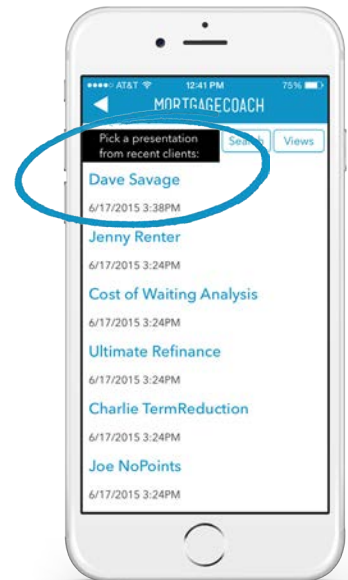 AT&T 12:41 PM 75%
MORTGAGECOACH
Pick a presentation
from recent clients:
Search Views
Dave Savage
6/17/2015 3:38PM
Jenny Renter
6/17/2015 3:24PM
Cost of Waiting Analysis
6/17/2015 3:24PM
Ultimate Refinance
6/17/2015 3:24PM
Charlie TermReduction
6/17/2015 3:24PM
Joe NoPoints
6/17/2015 3:24PM